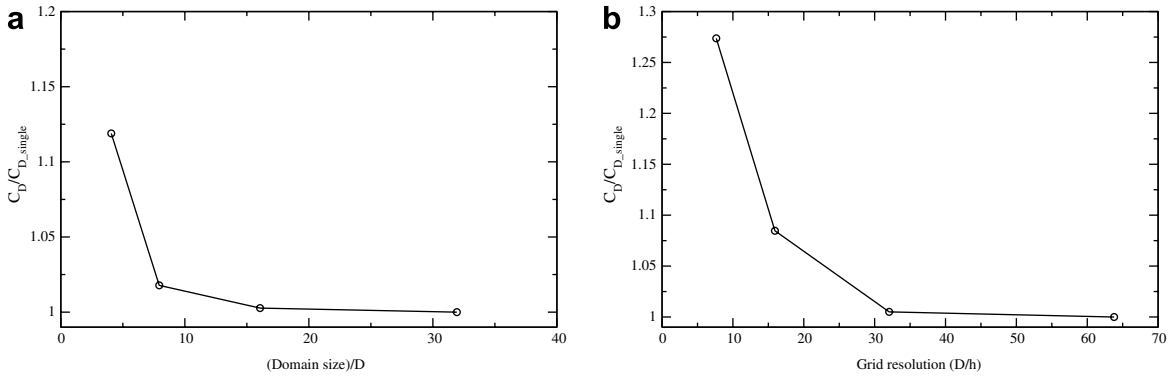 a
1.2
1.15
1.1
1.05
1
C_D/C_D_single
0 10 20 30 40
(Domain size)/D
b
1.3
1.25
1.2
1.15
1.1
1.05
1
C_D/C_D_single
0 10 20 30 40 50 60 70
Grid resolution (D/h)